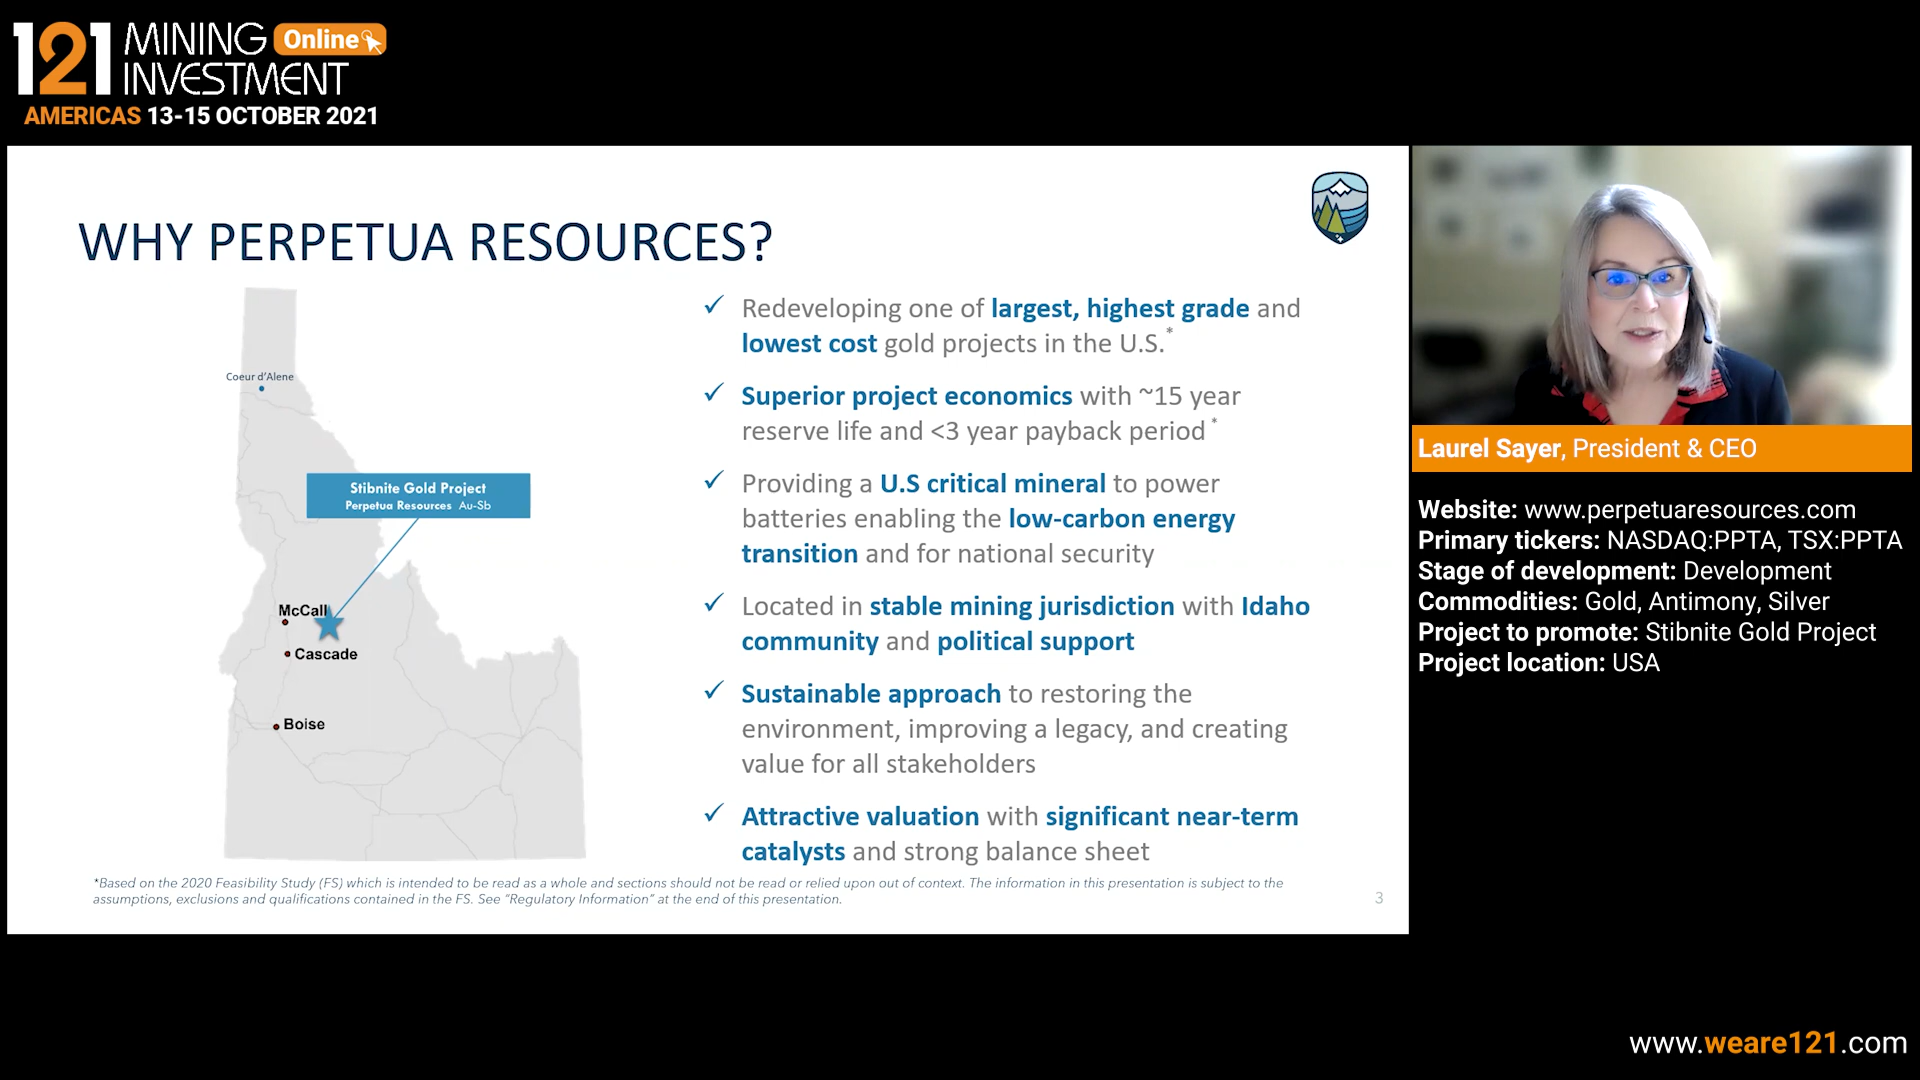 121 MINING Online
INVESTMENT
AMERICAS 13-15 OCTOBER 2021
WHY PERPETUA RESOURCES?
Coeur d'Alene
Stibnite Gold Project
Perpetua Resources Au-Sb
McCall
Cascade
Boise
✓ Redeveloping one of largest, highest grade and
lowest cost gold projects in the U.S.*
✓ Superior project economics with ~15 year
reserve life and <3 year payback period *
✓ Providing a U.S critical mineral to power
batteries enabling the low-carbon energy
transition and for national security
✓ Located in stable mining jurisdiction with Idaho
community and political support
✓ Sustainable approach to restoring the
environment, improving a legacy, and creating
value for all stakeholders
✓ Attractive valuation with significant near-term
catalysts and strong balance sheet
*Based on the 2020 Feasibility Study (FS) which is intended to be read as a whole and sections should not be read or relied upon out of context. The information in this presentation is subject to the
assumptions, exclusions and qualifications contained in the FS. See "Regulatory Information" at the end of this presentation.
3
Laurel Sayer, President & CEO
Website: www.perpetuaresources.com
Primary tickers: NASDAQ:PPTA, TSX:PPTA
Stage of development: Development
Commodities: Gold, Antimony, Silver
Project to promote: Stibnite Gold Project
Project location: USA
www.weare121.com